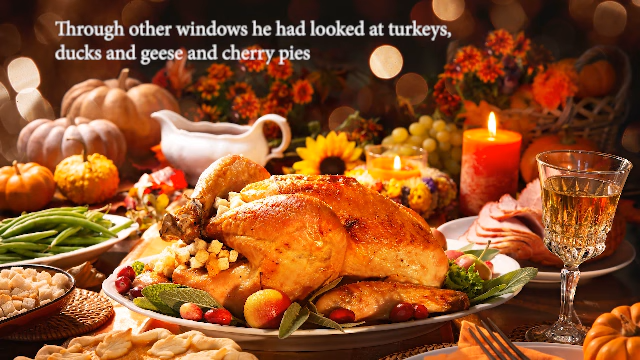 Through other windows he had looked at turkeys,
ducks and geese and cherry pies